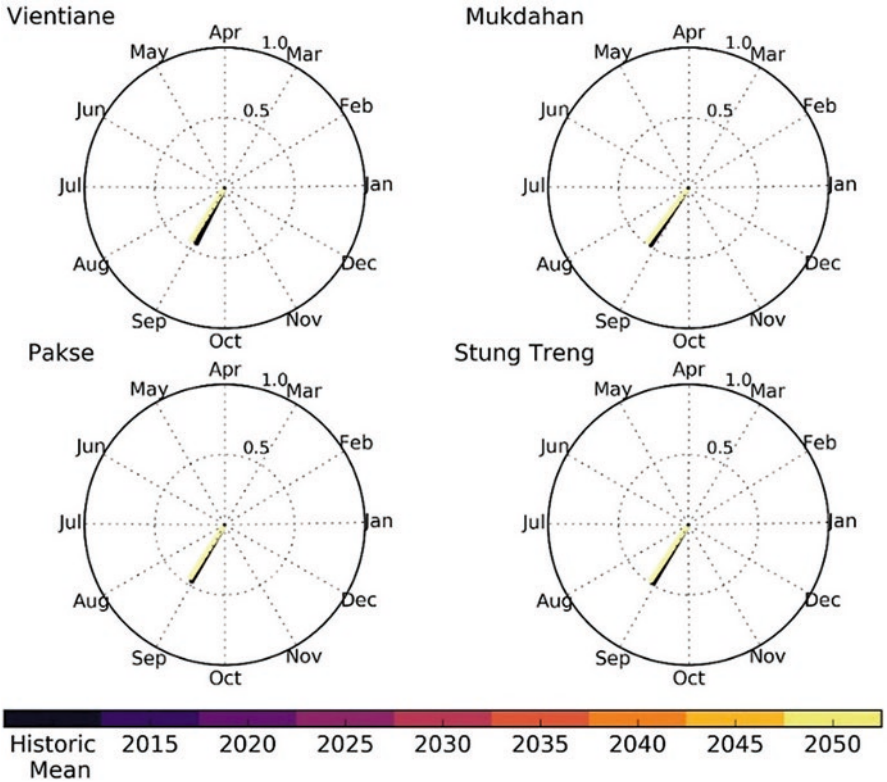 Vientiane
Apr
1.0
May
Mar
Jun
0.5
Feb
Jul
Jan
Aug
Dec
Sep
Nov
Oct
Mukdahan
Apr
1.0
May
Mar
Jun
0.5
Feb
Jul
Jan
Aug
Dec
Sep
Nov
Oct
Pakse
Apr
1.0
May
Mar
Jun
0.5
Feb
Jul
Jan
Aug
Dec
Sep
Nov
Oct
Stung Treng
Apr
1.0
May
Mar
Jun
0.5
Feb
Jul
Jan
Aug
Dec
Sep
Nov
Oct
Historic 2015 2020 2025 2030 2035 2040 2045 2050
Mean